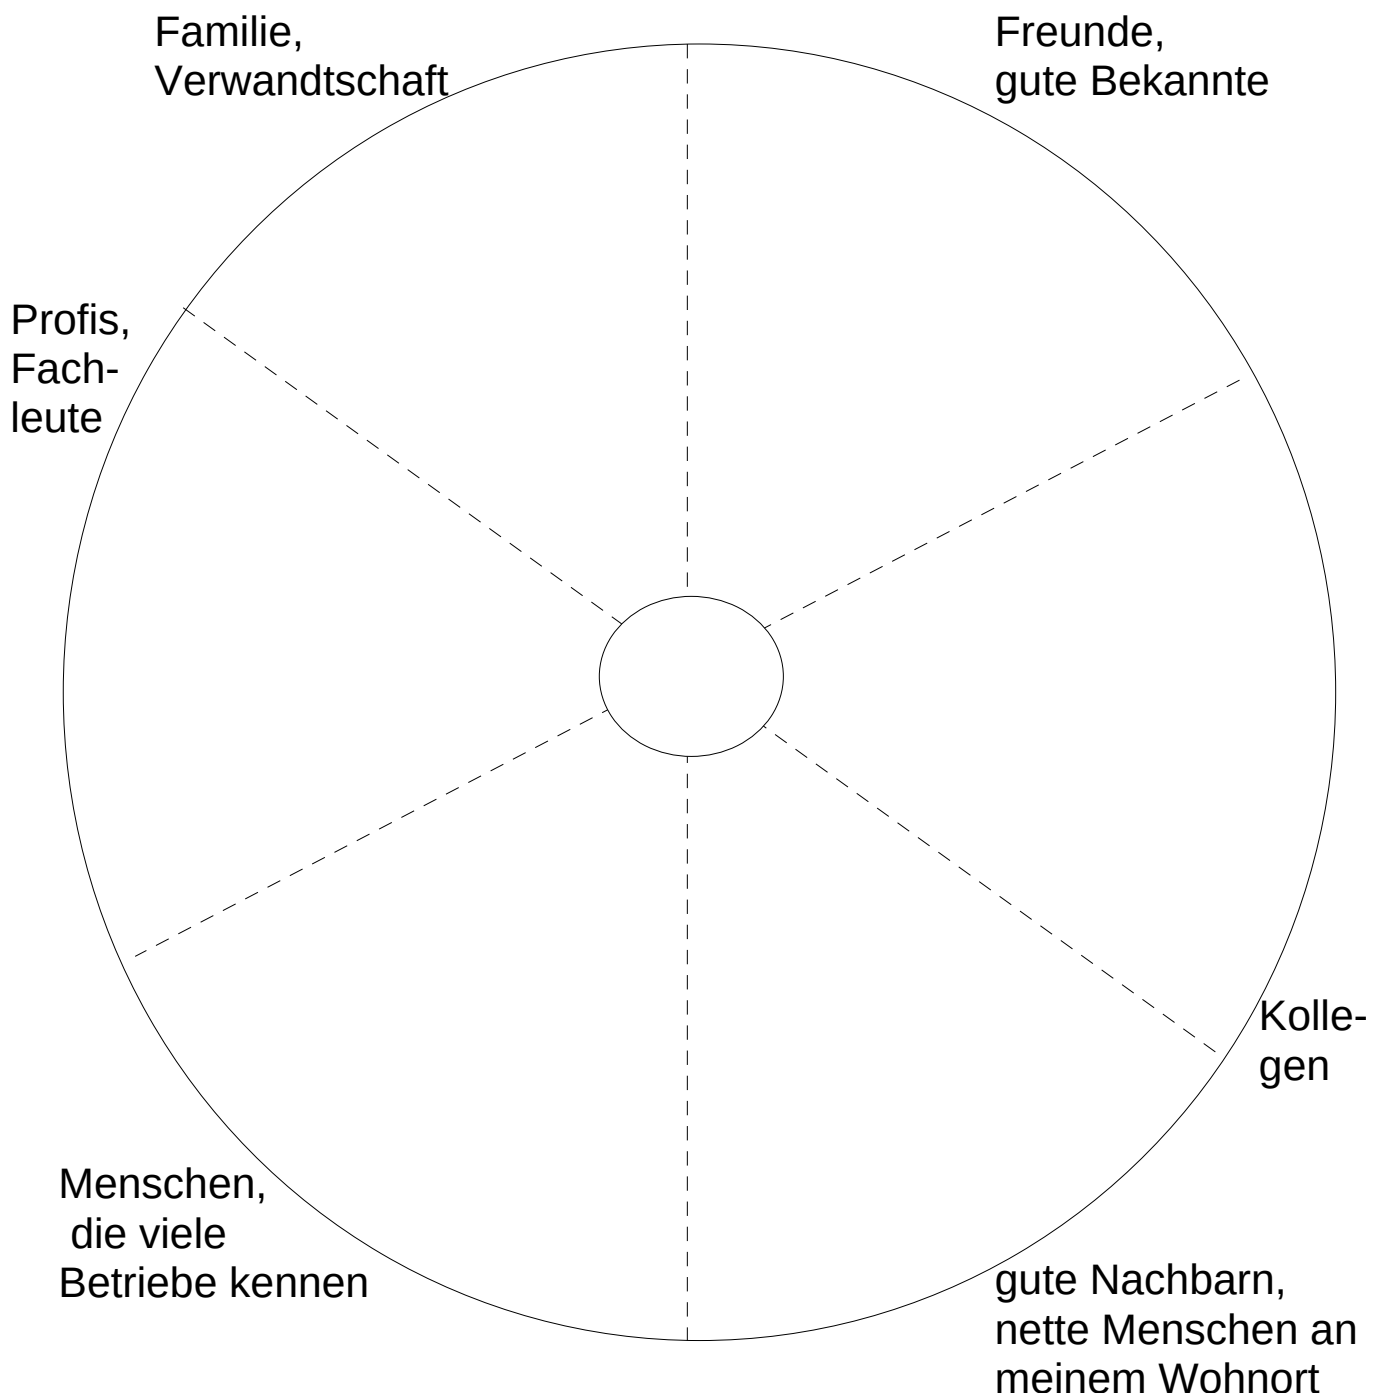 Familie,
Verwandtschaft
Freunde,
gute Bekannte
Profis,
Fach-
leute
Kolle-
gen
Menschen,
die viele
Betriebe kennen
gute Nachbarn,
nette Menschen an
meinem Wohnort